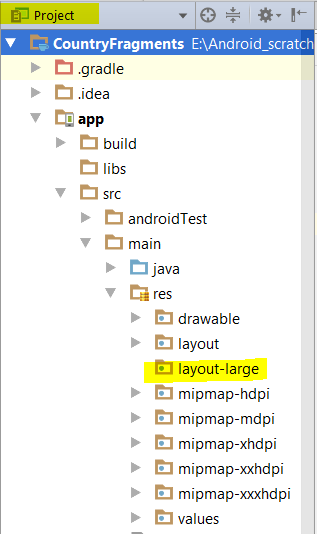 Project
CountryFragments E:\Android_scratch
.gradle
.idea
app
build
libs
src
androidTest
main
java
res
drawable
layout
layout-large
mipmap-hdpi
mipmap-mdpi
mipmap-xhdpi
mipmap-xxhdpi
mipmap-xxxhdpi
values